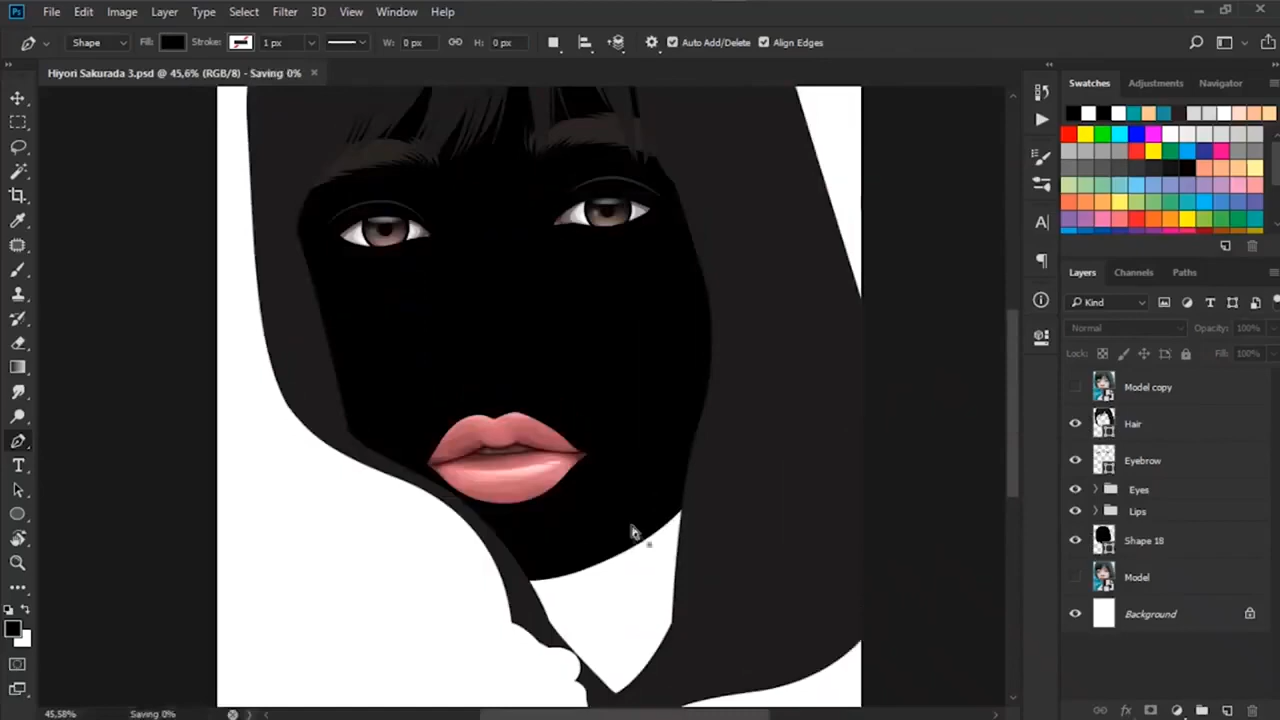 Ps File Edit Image Layer Type Select Filter 3D View Window Help
Shape Fill: Stroke: 1 px W: 0 px H: 0 px Auto Add/Delete Align Edges
Hiyori Sakurada 3.psd @ 45,6% (RGB/8) - Saving 0% ×
Swatches Adjustments Navigator
Layers Channels Paths
Kind
Normal Opacity: 100%
Lock: Fill: 100%
Model copy
Hair
Eyebrow
Eyes
Lips
Shape 18
Model
Background
45,58% Saving 0%